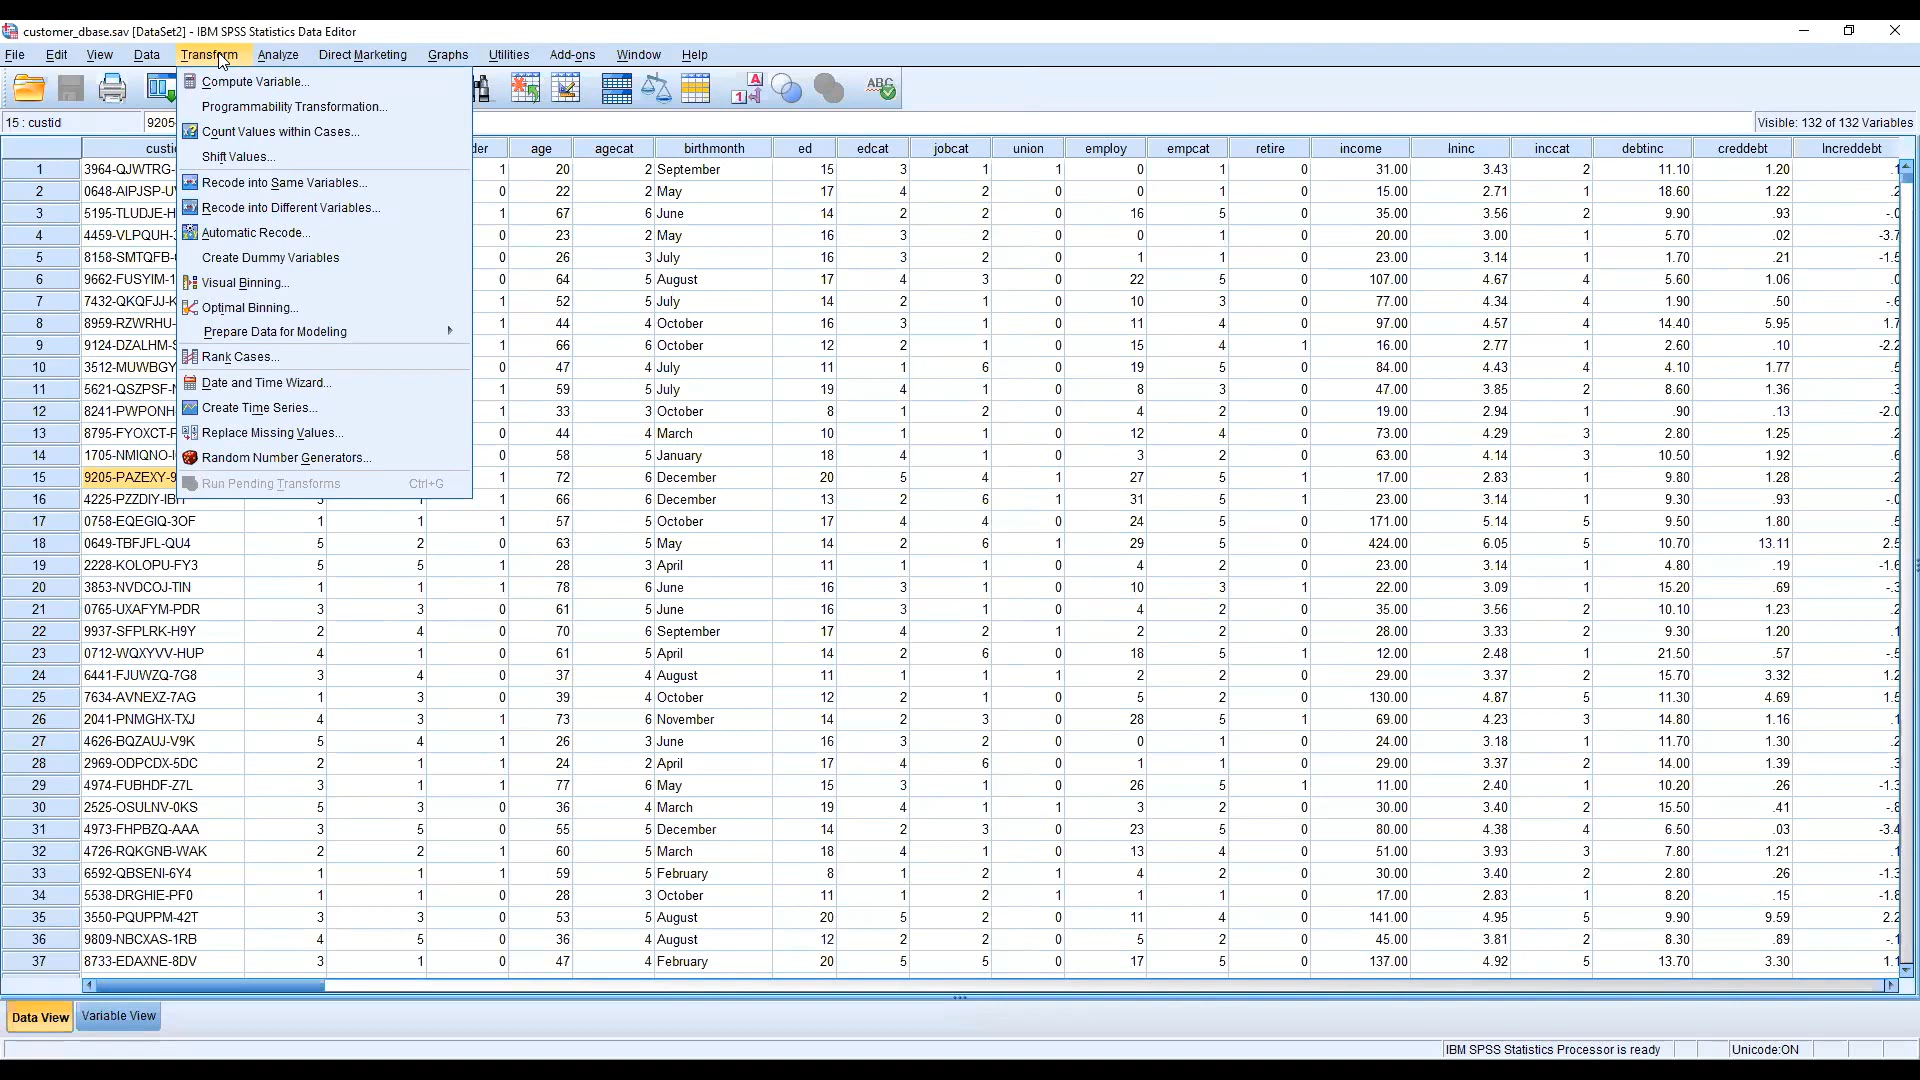 customer_dbase.sav [DataSet2] - IBM SPSS Statistics Data Editor
File Edit View Data Transform Analyze Direct Marketing Graphs Utilities Add-ons Window Help
Compute Variable...
Programmability Transformation...
Count Values within Cases...
Shift Values...
Recode into Same Variables...
Recode into Different Variables...
Automatic Recode...
Create Dummy Variables
Visual Binning...
Optimal Binning...
Prepare Data for Modeling
Rank Cases...
Date and Time Wizard...
Create Time Series...
Replace Missing Values...
Random Number Generators...
Run Pending Transforms Ctrl+G
15 : custid 9205- Visible: 132 of 132 Variables
age agecat birthmonth ed edcat jobcat union employ empcat retire income lninc inccat debtinc creddebt lncreddebt
1 3964-QJWTRG- 1 20 2 September 15 3 1 1 0 1 0 31.00 3.43 2 11.10 1.20
2 0648-AIPJSP-U 0 22 2 May 17 4 2 0 0 1 0 15.00 2.71 1 18.60 1.22
3 5195-TLUDJE-H 1 67 6 June 14 2 2 0 16 5 0 35.00 3.56 2 9.90 .93
4 4459-VLPQUH- 0 23 2 May 16 3 2 0 0 1 0 20.00 3.00 1 5.70 .02 -3.7
5 8158-SMTQFB- 0 26 3 July 16 3 2 0 1 1 0 23.00 3.14 1 1.70 .21 -1.5
6 9662-FUSYIM-1 0 64 5 August 17 4 3 0 22 5 0 107.00 4.67 4 5.60 1.06
7 7432-QKQFJJ-K 1 52 5 July 14 2 1 0 10 3 0 77.00 4.34 4 1.90 .50
8 8959-RZWRHU- 1 44 4 October 16 3 1 0 11 4 0 97.00 4.57 4 14.40 5.95 1.7
9 9124-DZALHM- 1 66 6 October 12 2 1 0 15 4 1 16.00 2.77 1 2.60 .10 -2.2
10 3512-MUWBGY 0 47 4 July 11 1 6 0 19 5 0 84.00 4.43 4 4.10 1.77
11 5621-QSZPSF- 1 59 5 July 19 4 1 0 8 3 0 47.00 3.85 2 8.60 1.36
12 8241-PWPONH- 1 33 3 October 8 1 2 0 4 2 0 19.00 2.94 1 .90 .13 -2.0
13 8795-FYOXCT-F 0 44 4 March 10 1 1 0 12 4 0 73.00 4.29 3 2.80 1.25
14 1705-NMIQNO- 0 58 5 January 18 4 1 0 3 2 0 63.00 4.14 3 10.50 1.92
15 9205-PAZEXY-9 1 72 6 December 20 5 4 1 27 5 1 17.00 2.83 1 9.80 1.28
16 4225-PZZDIY- 1 66 6 December 13 2 6 1 31 5 1 23.00 3.14 1 9.30 .93
17 0758-EQEGIQ-3OF 1 1 1 57 5 October 17 4 4 0 24 5 0 171.00 5.14 5 9.50 1.80
18 0649-TBFJFL-QU4 5 2 0 63 5 May 14 2 6 1 29 5 0 424.00 6.05 5 10.70 13.11 2.5
19 2228-KOLOPU-FY3 5 5 1 28 3 April 11 1 1 0 4 2 0 23.00 3.14 1 4.80 .19 -1.6
20 3853-NVDCOJ-TIN 1 1 1 78 6 June 16 3 1 0 10 3 1 22.00 3.09 1 15.20 .69
21 0765-UXAFYM-PDR 3 3 0 61 5 June 16 3 1 0 4 2 0 35.00 3.56 2 10.10 1.23
22 9937-SFPLRK-H9Y 2 4 0 70 6 September 17 4 2 1 2 2 0 28.00 3.33 2 9.30 1.20
23 0712-WQXYVV-HUP 4 1 0 61 5 April 14 2 6 0 18 5 1 12.00 2.48 1 21.50 .57
24 6441-FJUWZQ-7G8 3 4 0 37 4 August 11 1 1 1 2 2 0 29.00 3.37 2 15.70 3.32 1.2
25 7634-AVNEXZ-7AG 1 3 0 39 4 October 12 2 1 0 5 2 0 130.00 4.87 5 11.30 4.69 1.5
26 2041-PNMGHX-TXJ 4 3 1 73 6 November 14 2 3 0 28 5 1 69.00 4.23 3 14.80 1.16
27 4626-BQZAUJ-V9K 5 4 1 26 3 June 16 3 2 0 0 1 0 24.00 3.18 1 11.70 1.30
28 2969-ODPCDX-5DC 2 1 1 24 2 April 17 4 6 0 1 1 0 29.00 3.37 2 14.00 1.39
29 4974-FUBHDF-Z7L 3 1 1 77 6 May 15 3 1 0 26 5 1 11.00 2.40 1 10.20 .26 -1.3
30 2525-OSULNV-0KS 5 3 0 36 4 March 19 4 1 1 3 2 0 30.00 3.40 2 15.50 .41
31 4973-FHPBZQ-AAA 3 5 0 55 5 December 14 2 3 0 23 5 0 80.00 4.38 4 6.50 .03 -3.4
32 4726-RQKGNB-WAK 2 2 1 60 5 March 18 4 1 0 13 4 0 51.00 3.93 3 7.80 1.21
33 6592-QBSENI-6Y4 1 1 1 59 5 February 8 1 2 1 4 2 0 30.00 3.40 2 2.80 .26 -1.3
34 5538-DRGHIE-PF0 1 1 0 28 3 October 11 1 2 1 1 1 0 17.00 2.83 1 8.20 .15 -1.8
35 3550-PQUPPM-42T 3 3 0 53 5 August 20 5 2 0 11 4 0 141.00 4.95 5 9.90 9.59 2.2
36 9809-NBCXAS-1RB 4 5 0 36 4 August 12 2 2 0 5 2 0 45.00 3.81 2 8.30 .89
37 8733-EDAXNE-8DV 3 1 0 47 4 February 20 5 5 0 17 5 0 137.00 4.92 5 13.70 3.30 1.1
Data View Variable View
IBM SPSS Statistics Processor is ready Unicode:ON